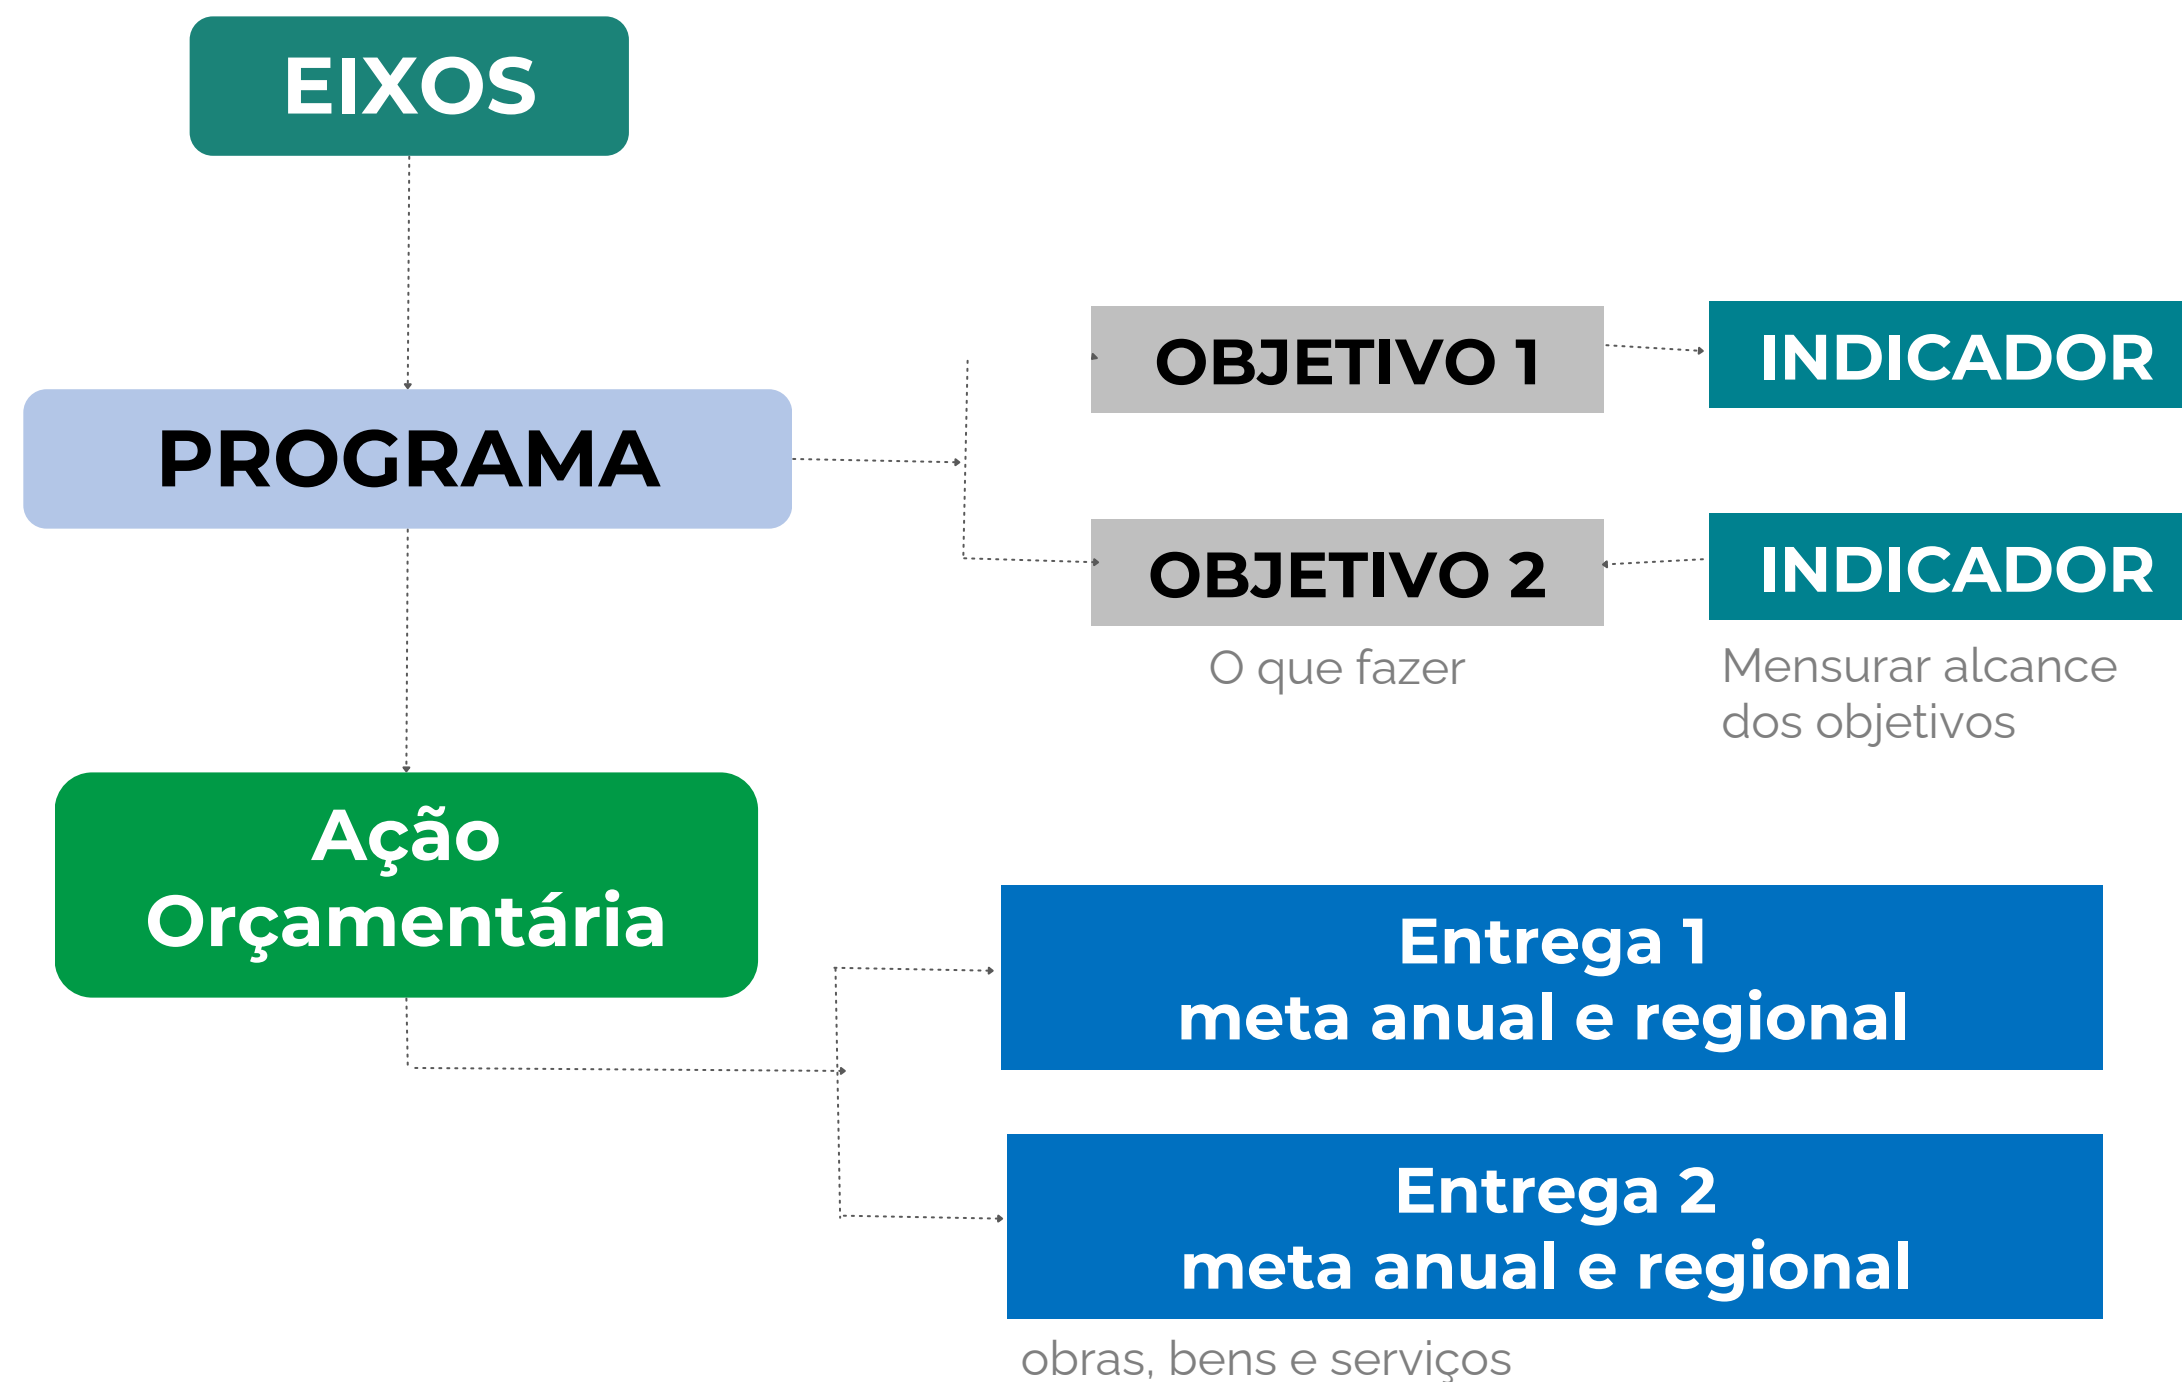 EIXOS
PROGRAMA
OBJETIVO 1
INDICADOR
OBJETIVO 2
INDICADOR
O que fazer
Mensurar alcance
dos objetivos
Ação
Orçamentária
Entrega 1
meta anual e regional
Entrega 2
meta anual e regional
obras, bens e serviços